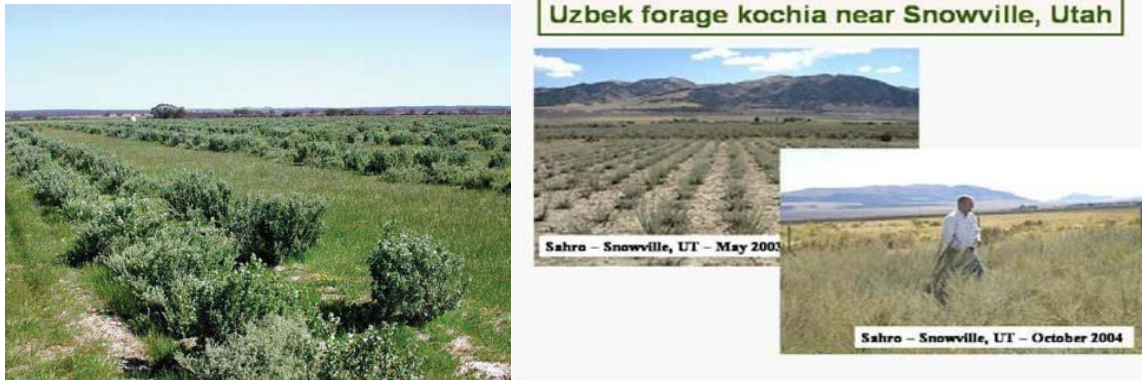 Uzbek forage kochia near Snowville, Utah
Sahro – Snowville, UT – May 2003
Sahro – Snowville, UT – October 2004